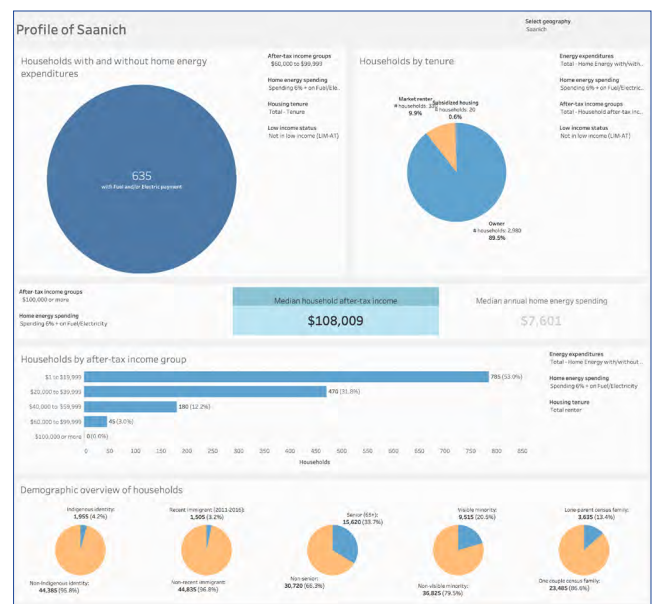 Profile of Saanich
Select geography
Saanich
Households with and without home energy
expenditures
After-tax income groups
$60,000 to $99,999
Home energy spending
Spending 6% + on Fuel/Ele..
Housing tenure
Total - Tenure
Low income status
Not in low income (LIM-AT)
635
with Fuel and/or Electric payment
Households by tenure
Market renter
# households:
9.9%
Subsidized housing
# households: 20
0.6%
Owner
# households: 2,980
89.5%
Energy expenditures
Total - Home Energy with/with..
Home energy spending
Spending 6% + on Fuel/Electric..
After-tax income groups
Total - Household after-tax inc..
Low income status
Not in low income (LIM-AT)
After-tax income groups
$100,000 or more
Home energy spending
Spending 6% + on Fuel/Electricity
Median household after-tax income
$108,009
Median annual home energy spending
$7,601
Households by after-tax income group
$1 to $19,999
795 (53.0%)
$20,000 to $39,999
470 (31.8%)
$40,000 to $59,999
180 (12.2%)
$60,000 to $99,999
45 (3.0%)
$100,000 or more
0 (0.0%)
0 50 100 150 200 250 300 350 400 450 500 550 600 650 700 750 800 850
Households
Energy expenditures
Total - Home Energy with/without..
Home energy spending
Spending 6% + on Fuel/Electricity
Housing tenure
Total renter
Demographic overview of households
Indigenous identity:
1,955 (4.2%)
Non-Indigenous identity:
44,385 (95.8%)
Recent immigrant (2011-2016):
1,505 (3.2%)
Non-recent immigrant:
44,835 (96.8%)
Senior (65+):
15,620 (33.7%)
Non-senior:
30,720 (66.3%)
Visible minority:
9,515 (20.5%)
Non-visible minority:
36,825 (79.5%)
Lone-parent census family:
3,635 (13.4%)
One couple census family:
23,485 (86.6%)